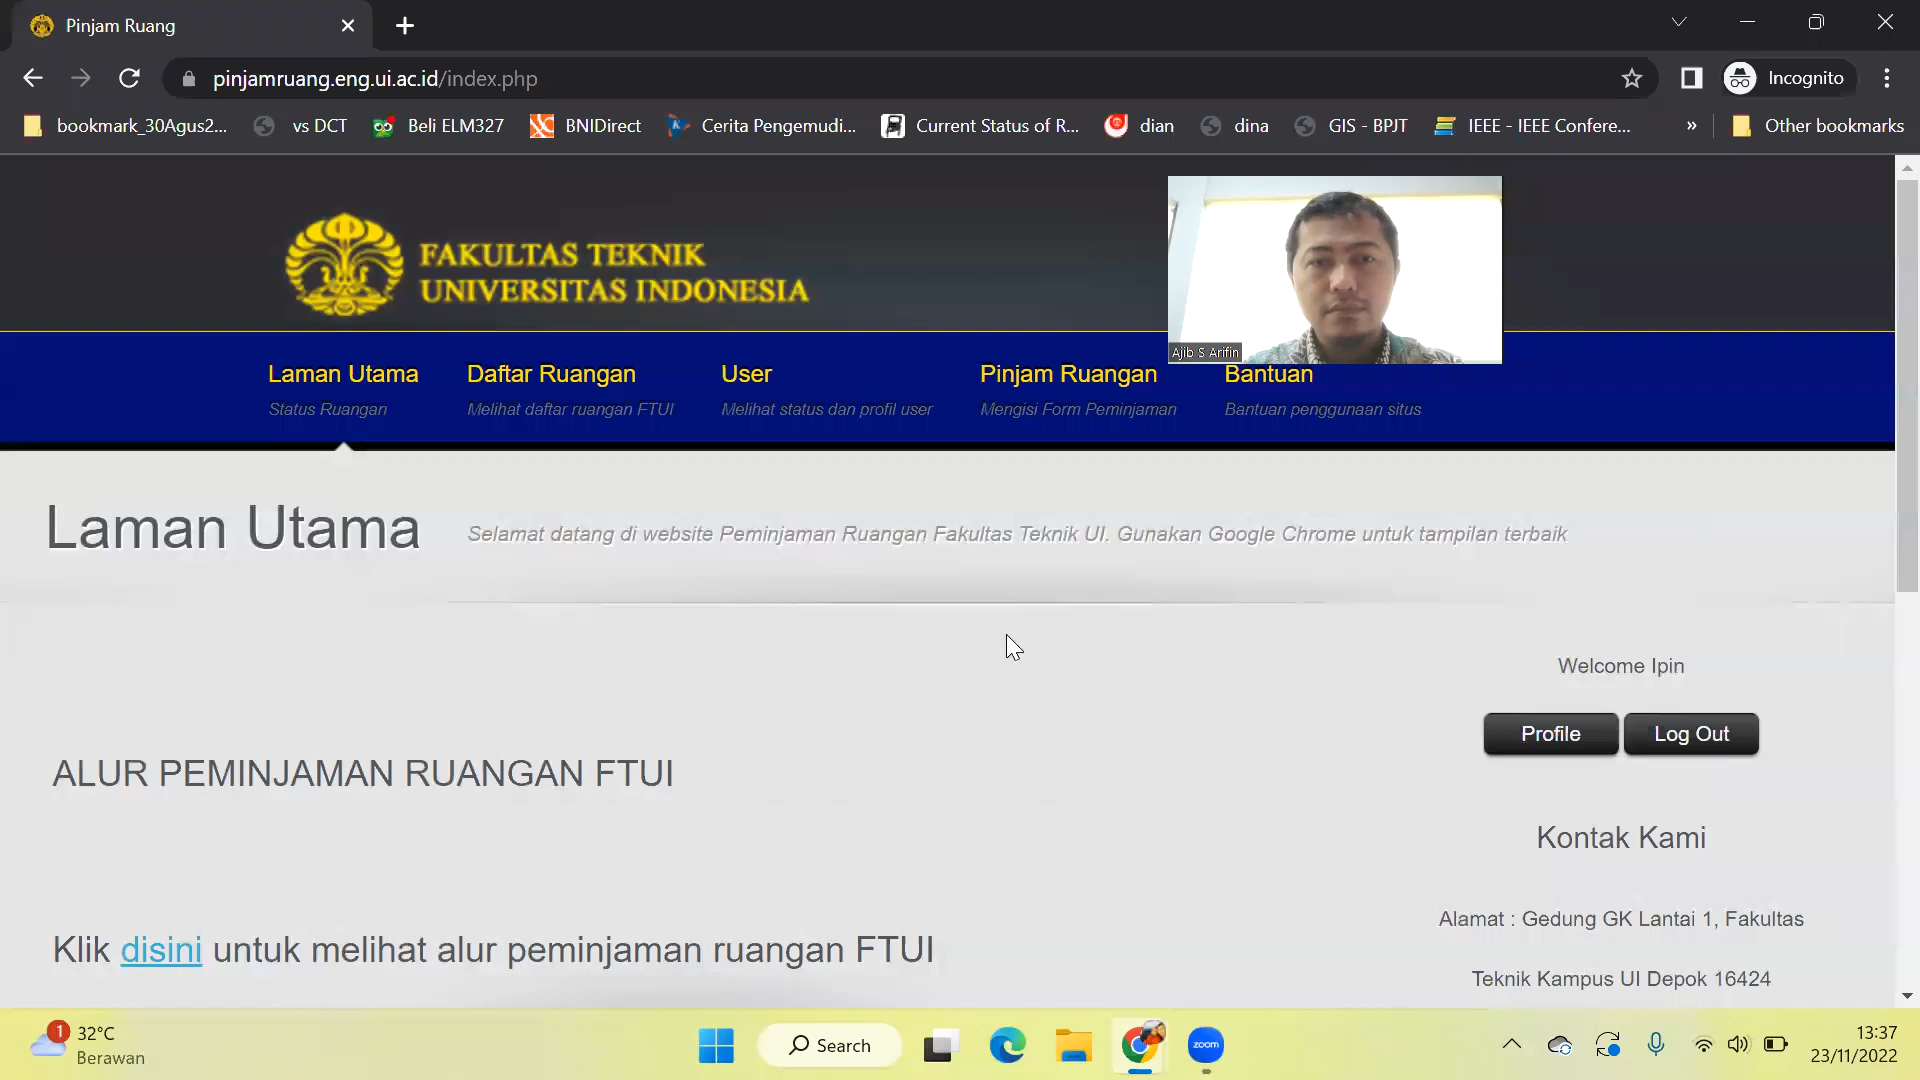 Pinjam Ruang
pinjamruang.eng.ui.ac.id/index.php
Incognito
bookmark_30Agus2...
vs DCT
Beli ELM327
BNIDirect
Cerita Pengemudi...
Current Status of R...
dian
dina
GIS - BPJT
IEEE - IEEE Confere...
»
Other bookmarks
FAKULTAS TEKNIK
UNIVERSITAS INDONESIA
Ajib S Arifin
Laman Utama
Status Ruangan
Daftar Ruangan
Melihat daftar ruangan FTUI
User
Melihat status dan profil user
Pinjam Ruangan
Mengisi Form Peminjaman
Bantuan
Bantuan penggunaan situs
Laman Utama
Selamat datang di website Peminjaman Ruangan Fakultas Teknik UI. Gunakan Google Chrome untuk tampilan terbaik
Welcome Ipin
Profile
Log Out
ALUR PEMINJAMAN RUANGAN FTUI
Kontak Kami
Alamat : Gedung GK Lantai 1, Fakultas
Teknik Kampus UI Depok 16424
Klik disini untuk melihat alur peminjaman ruangan FTUI
1
32°C
Berawan
Search
zoom
13:37
23/11/2022